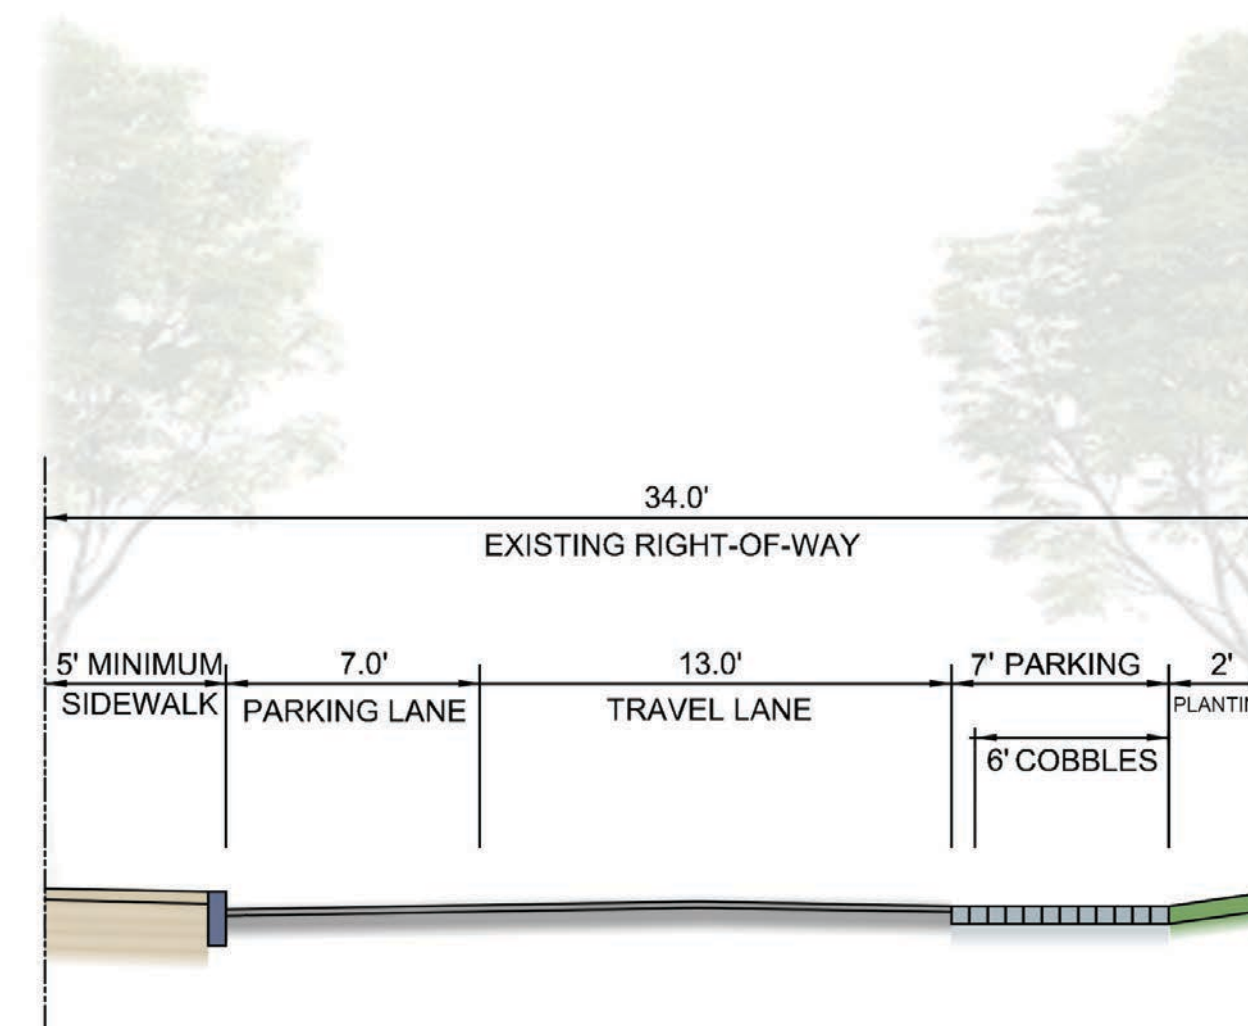 34.0'
EXISTING RIGHT-OF-WAY
5' MINIMUM
SIDEWALK
7.0'
PARKING LANE
13.0'
TRAVEL LANE
7' PARKING
6' COBBLES
2'